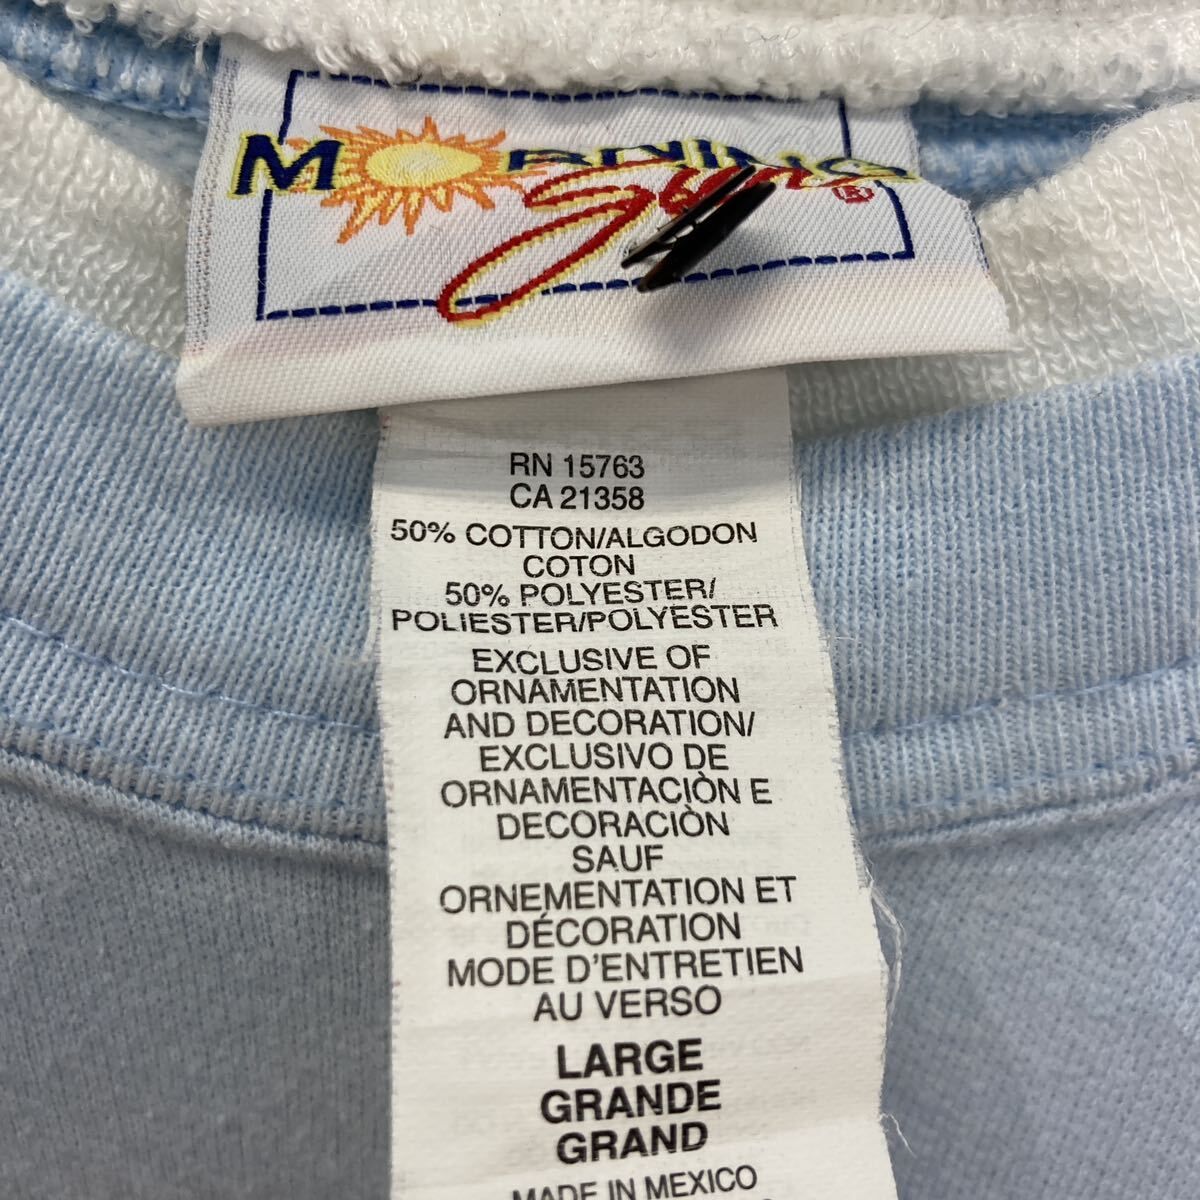 MORNING
Sun ®
RN 15763
CA 21358
50% COTTON/ALGODON
COTON
50% POLYESTER/
POLIESTER/POLYESTER
EXCLUSIVE OF
ORNAMENTATION
AND DECORATION/
EXCLUSIVO DE
ORNAMENTACIÒN E
DECORACIÒN
SAUF
ORNEMENTATION ET
DÉCORATION
MODE D'ENTRETIEN
AU VERSO
LARGE
GRANDE
GRAND
MADE IN MEXICO